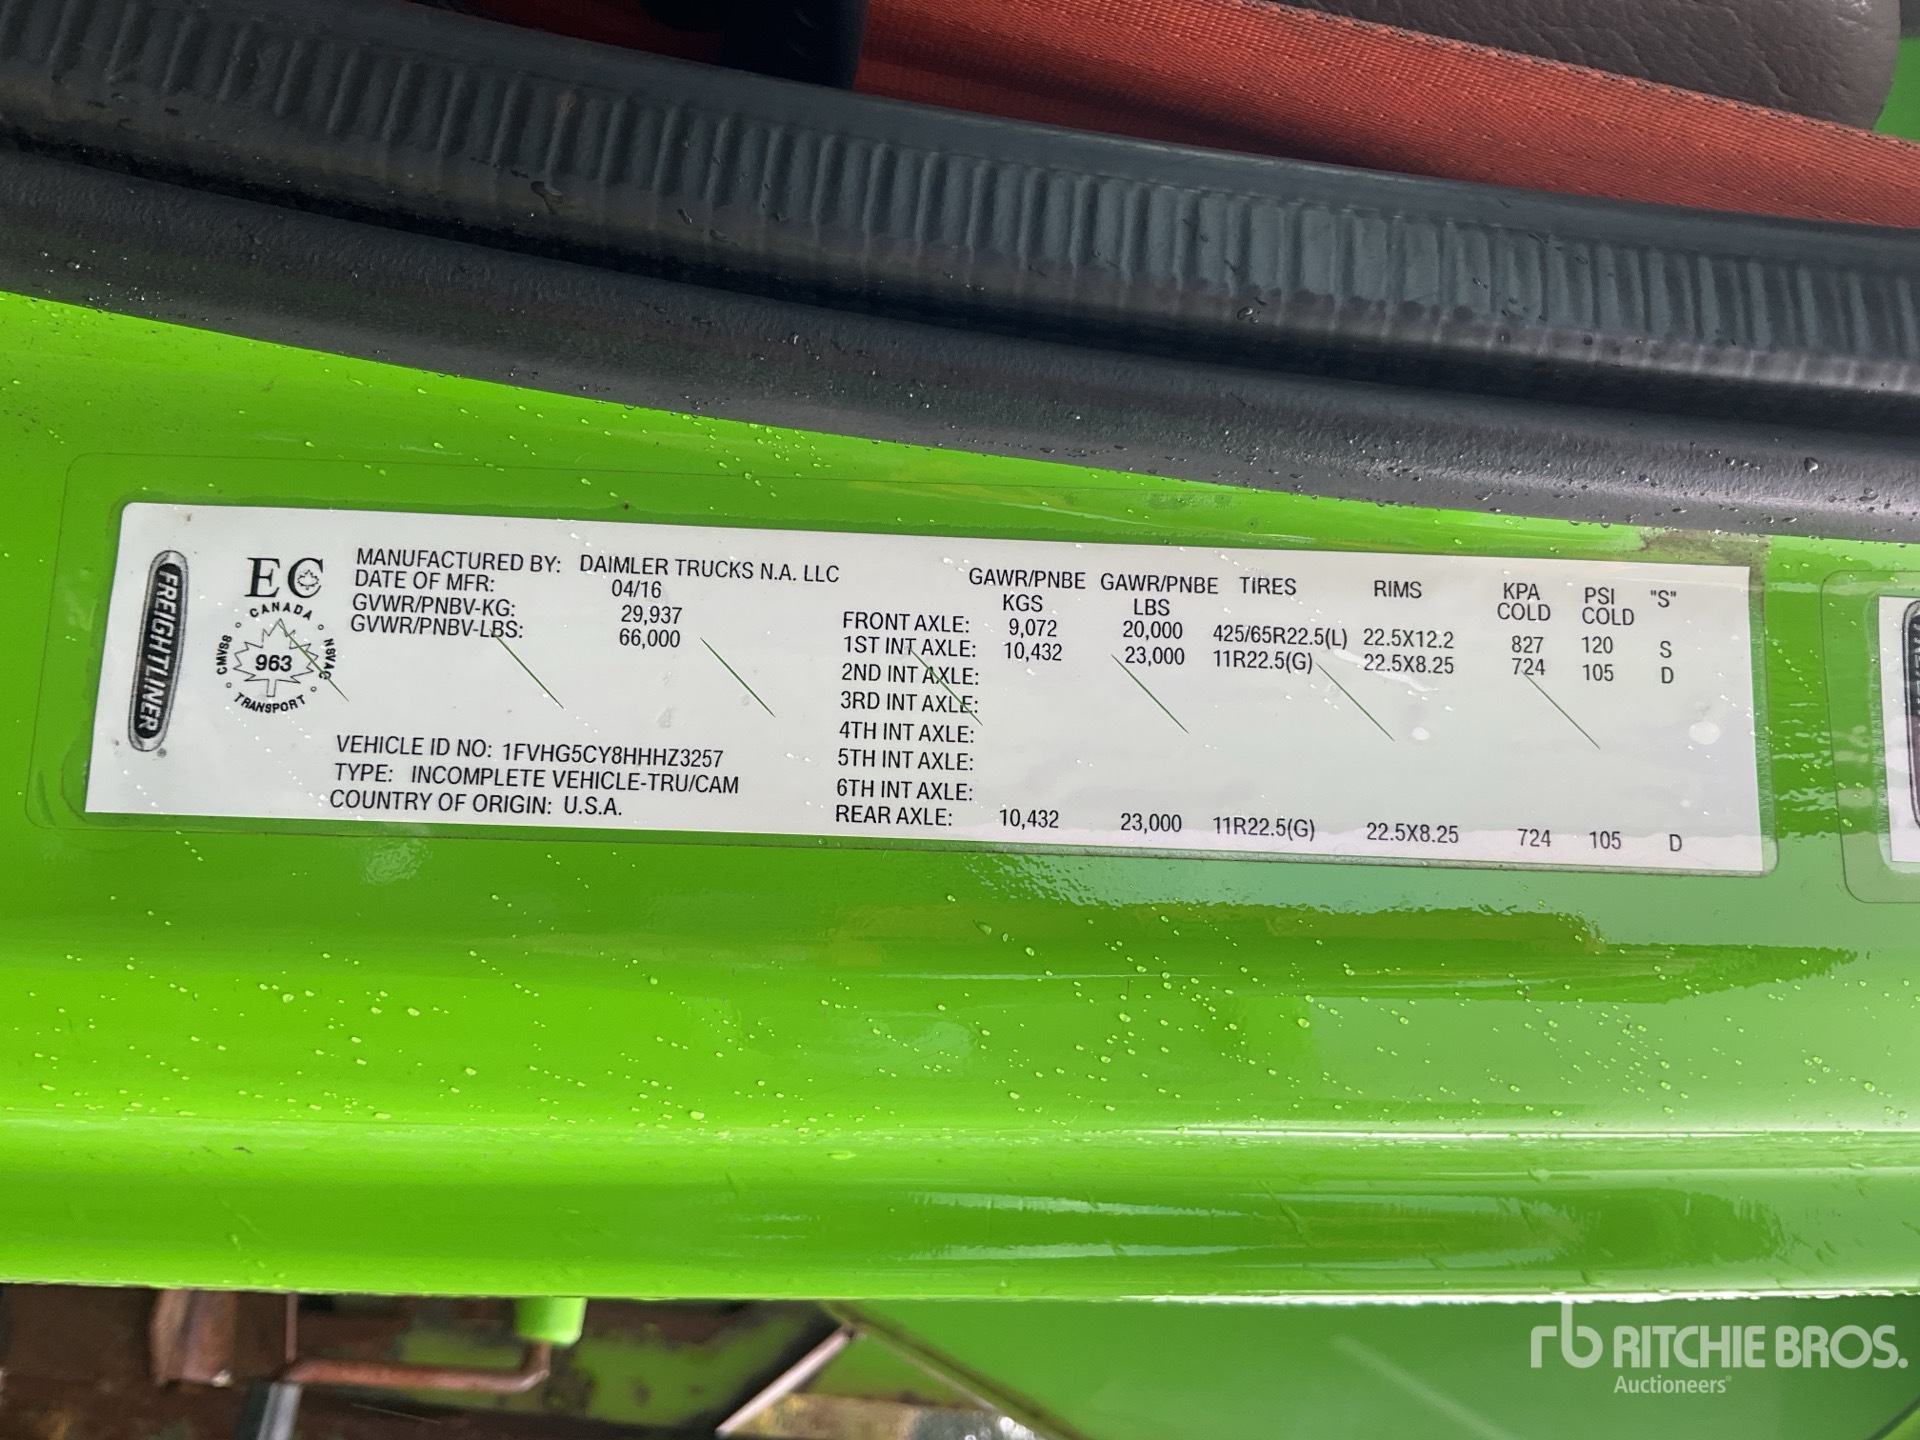 FREIGHTLINER
EC
CANADA
CMVSS
NSVAC
963
TRANSPORT
MANUFACTURED BY: DAIMLER TRUCKS N.A. LLC
DATE OF MFR: 04/16
GVWR/PNBV-KG: 29,937
GVWR/PNBV-LBS: 66,000
VEHICLE ID NO: 1FVHG5CY8HHHZ3257
TYPE: INCOMPLETE VEHICLE-TRU/CAM
COUNTRY OF ORIGIN: U.S.A.
GAWR/PNBE KGS GAWR/PNBE LBS TIRES RIMS KPA COLD PSI COLD "S"
FRONT AXLE: 9,072 20,000 425/65R22.5(L) 22.5X12.2 827 120 S
1ST INT AXLE: 10,432 23,000 11R22.5(G) 22.5X8.25 724 105 D
2ND INT AXLE:
3RD INT AXLE:
4TH INT AXLE:
5TH INT AXLE:
6TH INT AXLE:
REAR AXLE: 10,432 23,000 11R22.5(G) 22.5X8.25 724 105 D
rb RITCHIE BROS.
Auctioneers